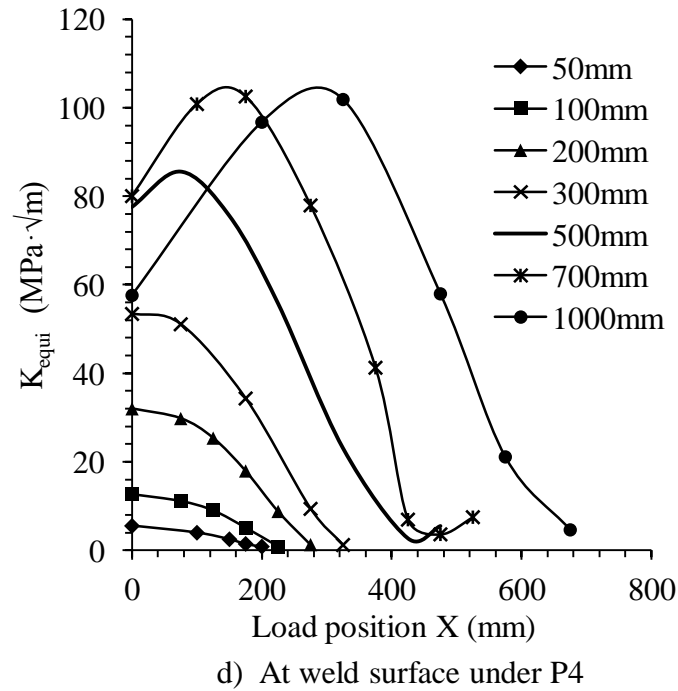 120
100
80
60
40
20
0
K_equi (MPa·√m)
50mm
100mm
200mm
300mm
500mm
700mm
1000mm
0 200 400 600 800
Load position X (mm)
d) At weld surface under P4